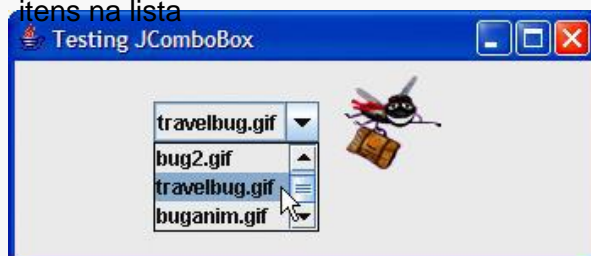 itens na lista
Testing JComboBox
travelbug.gif
bug2.gif
travelbug.gif
buganim.gif